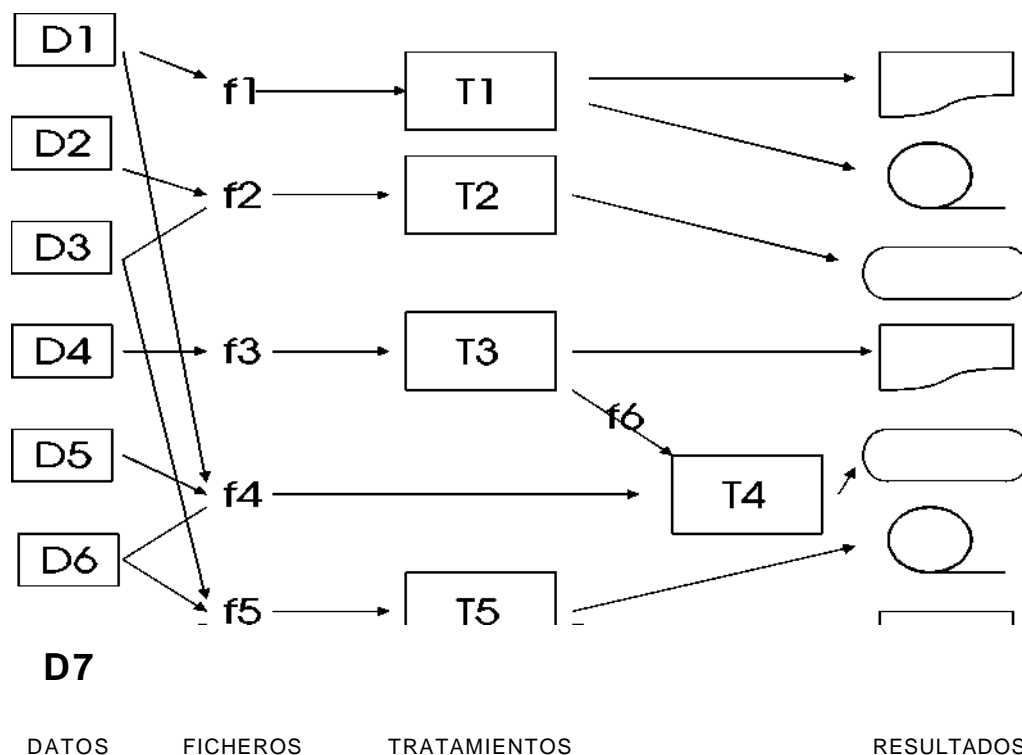 D1
f1 T1
D2
f2 T2
D3
D4 f3 T3
f6
D5
f4 T4
D6
f5 T5
D7
DATOS FICHEROS TRATAMIENTOS RESULTADOS